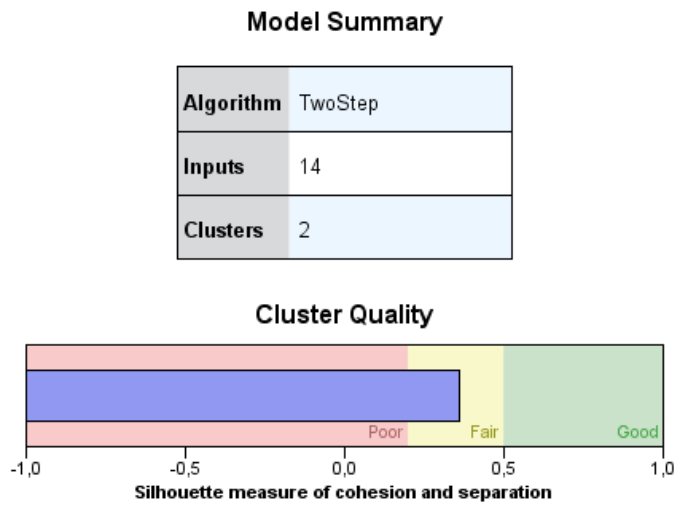 Model Summary
Algorithm TwoStep
Inputs 14
Clusters 2
Cluster Quality
Poor Fair Good
-1,0 -0,5 0,0 0,5 1,0
Silhouette measure of cohesion and separation